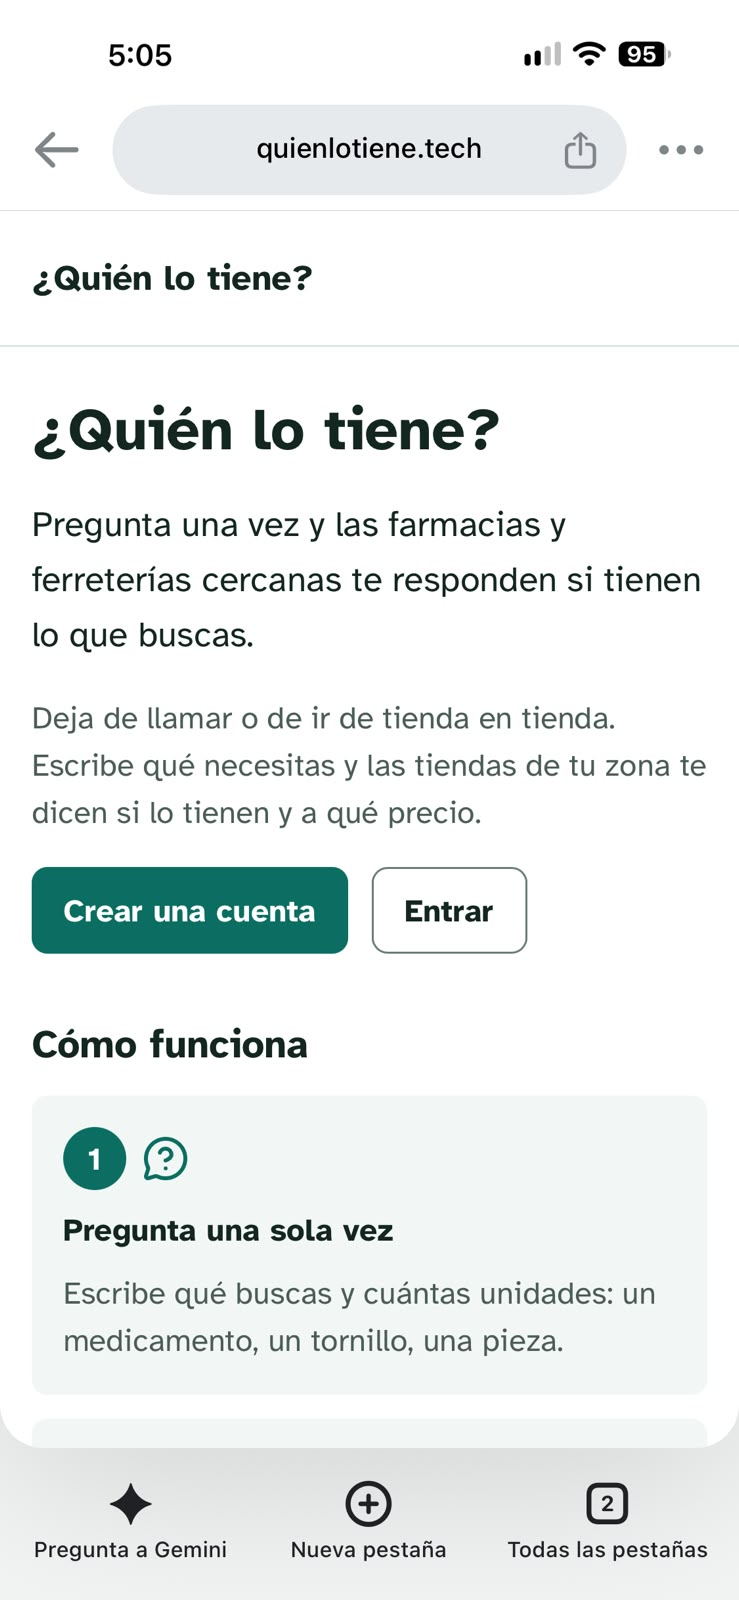 5:05
95
quienlotiene.tech
¿Quién lo tiene?
¿Quién lo tiene?
Pregunta una vez y las farmacias y
ferreterías cercanas te responden si tienen
lo que buscas.
Deja de llamar o de ir de tienda en tienda.
Escribe qué necesitas y las tiendas de tu zona te
dicen si lo tienen y a qué precio.
Crear una cuenta
Entrar
Cómo funciona
1
Pregunta una sola vez
Escribe qué buscas y cuántas unidades: un
medicamento, un tornillo, una pieza.
2
Pregunta a Gemini
Nueva pestaña
Todas las pestañas